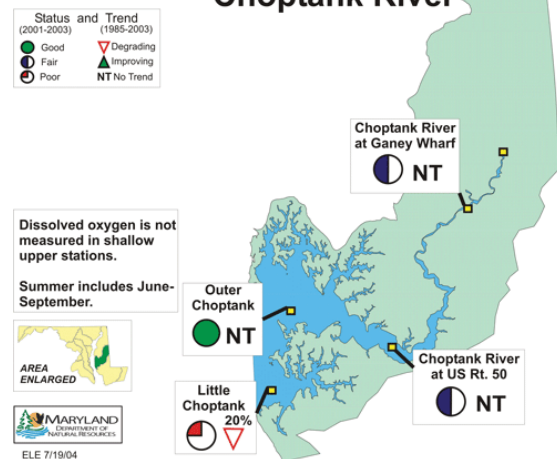 Choptank River
Status and Trend
(2001-2003) (1985-2003)
Good Degrading
Fair Improving
Poor NT No Trend
Choptank River
at Ganey Wharf
NT
Dissolved oxygen is not
measured in shallow
upper stations.
Summer includes June-
September.
Outer
Choptank
NT
AREA
ENLARGED
Choptank River
at US Rt. 50
NT
Little
Choptank
20%
MARYLAND
DEPARTMENT OF
NATURAL RESOURCES
ELE 7/19/04